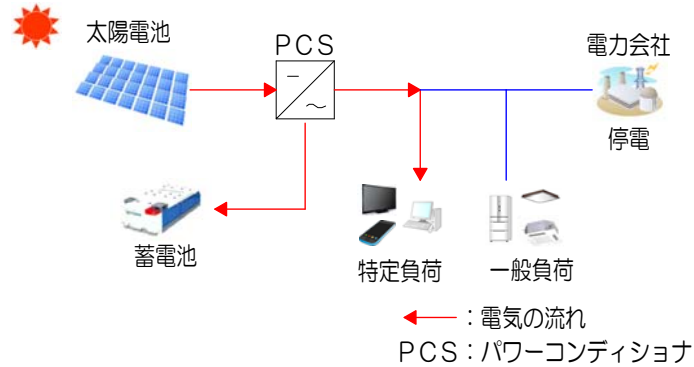 太陽電池
PCS
電力会社
停電
蓄電池
特定負荷
一般負荷
：電気の流れ
PCS：パワーコンディショナ